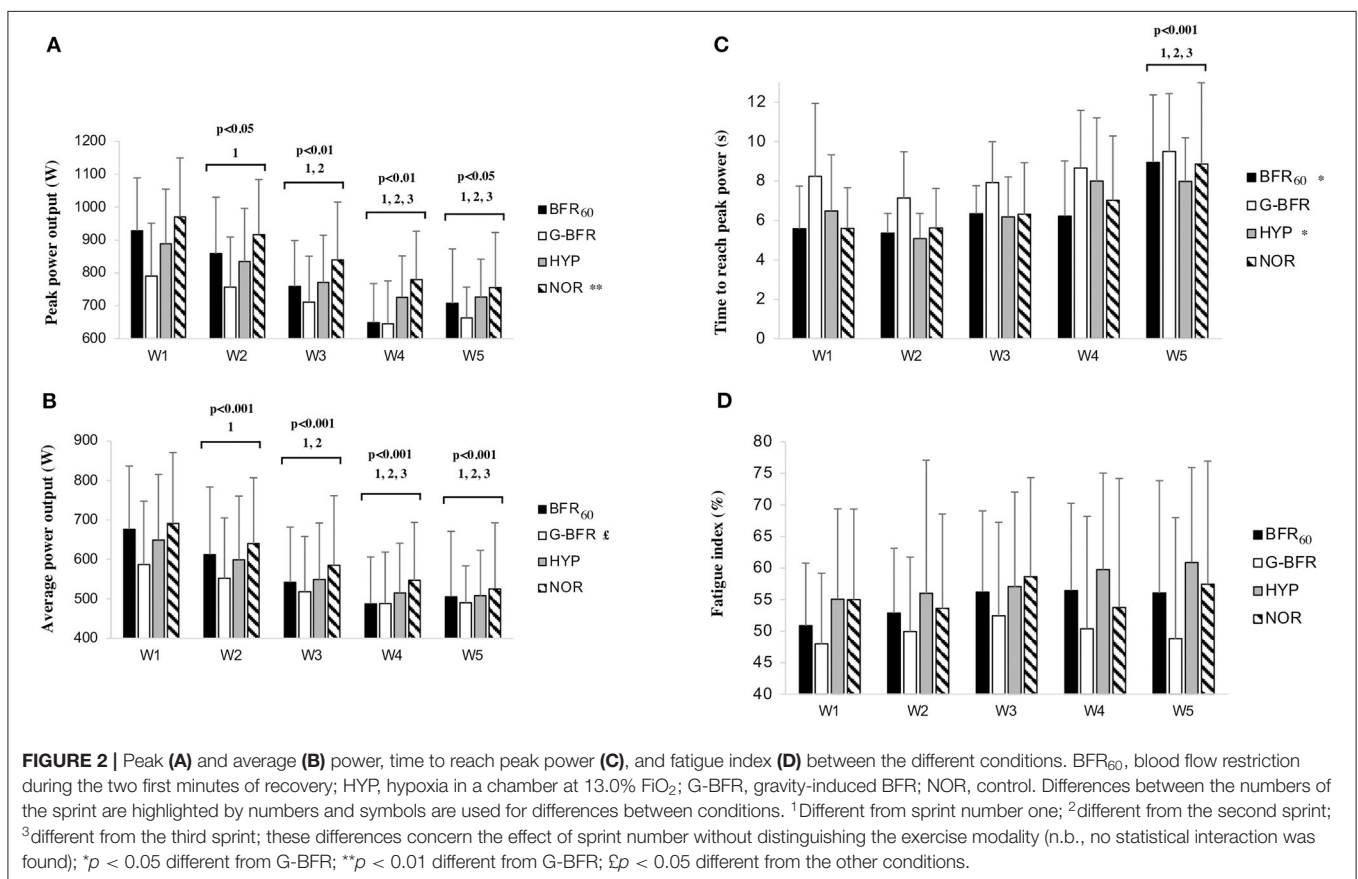 A
p<0.05
1
p<0.01
1, 2
p<0.01
1, 2, 3
p<0.05
1, 2, 3
Peak power output (W)
1200
1100
1000
900
800
700
600
W1 W2 W3 W4 W5
BFR60
G-BFR
HYP
NOR **
B
p<0.001
1
p<0.001
1, 2
p<0.001
1, 2, 3
p<0.001
1, 2, 3
Average power output (W)
900
800
700
600
500
400
W1 W2 W3 W4 W5
BFR60
G-BFR £
HYP
NOR
C
p<0.001
1, 2, 3
Time to reach peak power (s)
12
10
8
6
4
2
0
W1 W2 W3 W4 W5
BFR60 *
G-BFR
HYP *
NOR
D
Fatigue index (%)
80
75
70
65
60
55
50
45
40
W1 W2 W3 W4 W5
BFR60
G-BFR
HYP
NOR
FIGURE 2 | Peak (A) and average (B) power, time to reach peak power (C), and fatigue index (D) between the different conditions. BFR60, blood flow restriction
during the two first minutes of recovery; HYP, hypoxia in a chamber at 13.0% FiO2; G-BFR, gravity-induced BFR; NOR, control. Differences between the numbers of
the sprint are highlighted by numbers and symbols are used for differences between conditions. 1Different from sprint number one; 2different from the second sprint;
3different from the third sprint; these differences concern the effect of sprint number without distinguishing the exercise modality (n.b., no statistical interaction was
found); *p < 0.05 different from G-BFR; **p < 0.01 different from G-BFR; £p < 0.05 different from the other conditions.